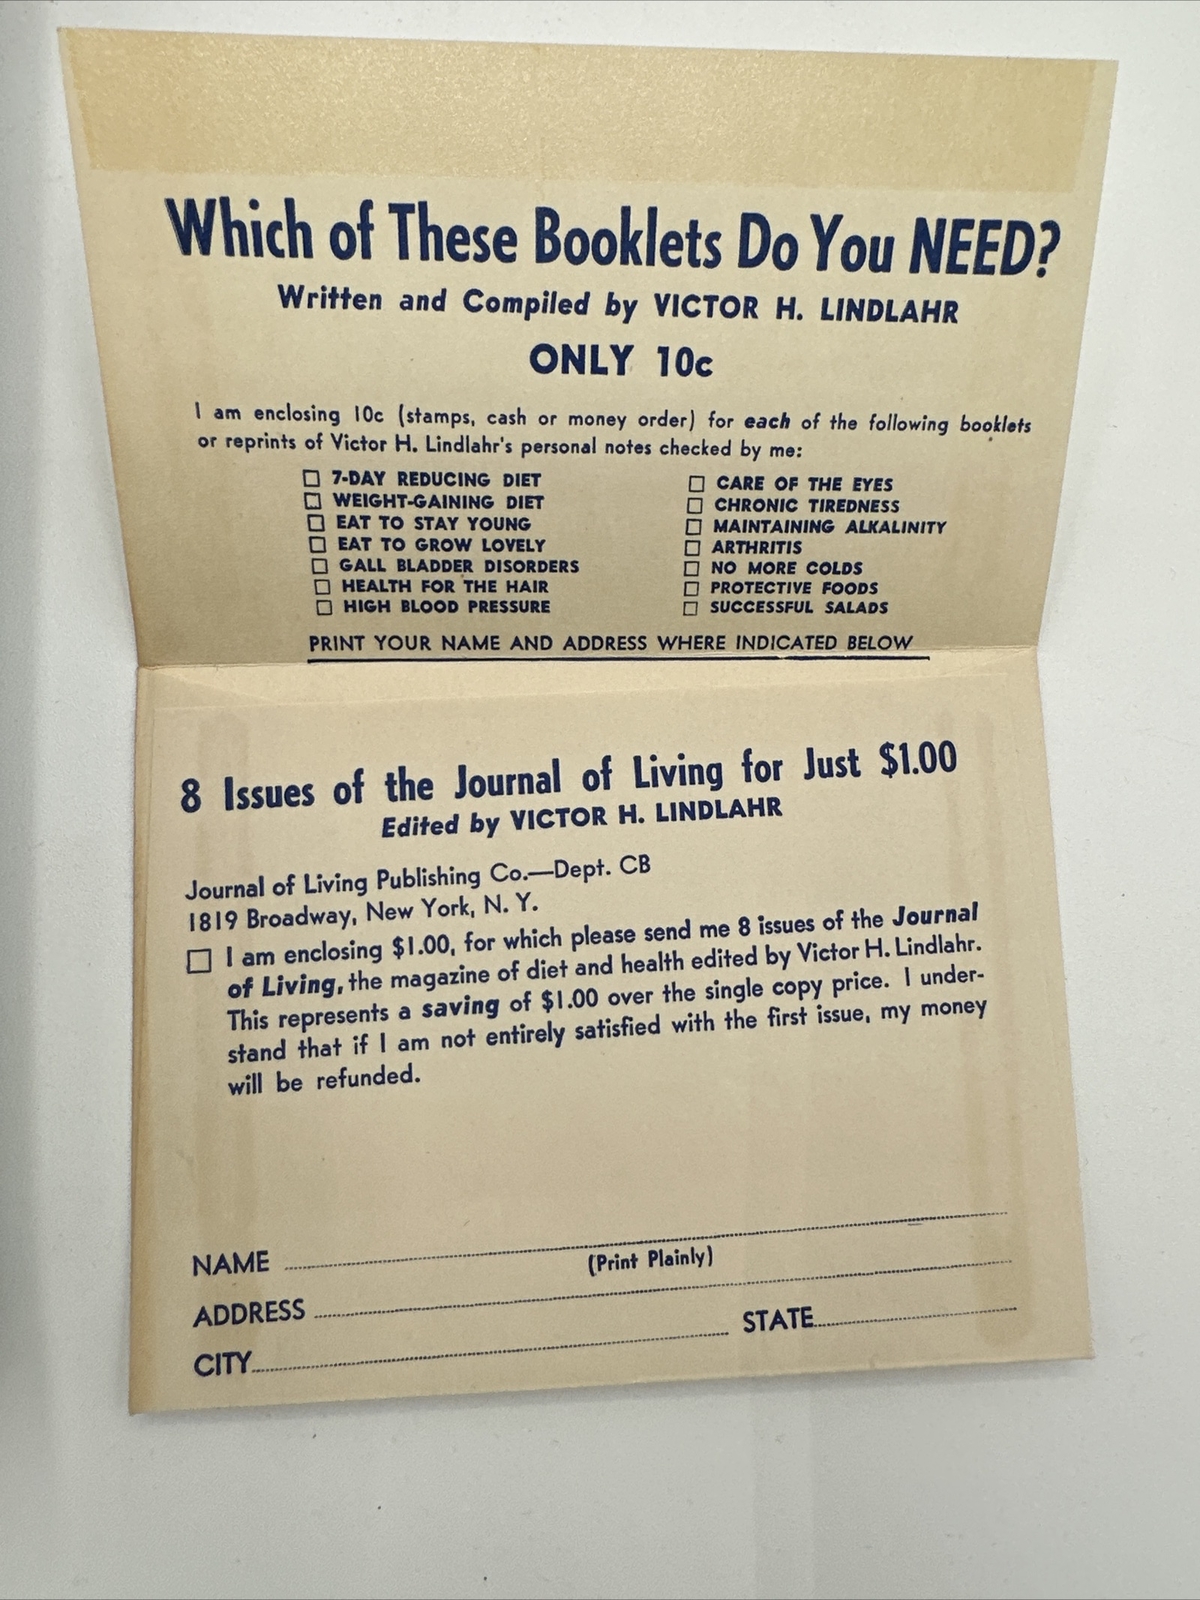 Which of These Booklets Do You NEED?
Written and Compiled by VICTOR H. LINDLAHR
ONLY 10c
I am enclosing 10c (stamps, cash or money order) for each of the following booklets
or reprints of Victor H. Lindlahr's personal notes checked by me:
7-DAY REDUCING DIET
WEIGHT-GAINING DIET
EAT TO STAY YOUNG
EAT TO GROW LOVELY
GALL BLADDER DISORDERS
HEALTH FOR THE HAIR
HIGH BLOOD PRESSURE
CARE OF THE EYES
CHRONIC TIREDNESS
MAINTAINING ALKALINITY
ARTHRITIS
NO MORE COLDS
PROTECTIVE FOODS
SUCCESSFUL SALADS
PRINT YOUR NAME AND ADDRESS WHERE INDICATED BELOW
8 Issues of the Journal of Living for Just $1.00
Edited by VICTOR H. LINDLAHR
Journal of Living Publishing Co.—Dept. CB
1819 Broadway, New York, N. Y.
I am enclosing $1.00, for which please send me 8 issues of the Journal
of Living, the magazine of diet and health edited by Victor H. Lindlahr.
This represents a saving of $1.00 over the single copy price. I under-
stand that if I am not entirely satisfied with the first issue, my money
will be refunded.
NAME
(Print Plainly)
ADDRESS
CITY STATE